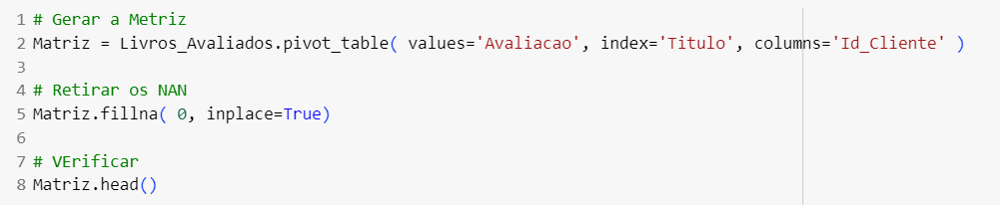 1 # Gerar a Metriz
2 Matriz = Livros_Avaliados.pivot_table( values='Avaliacao', index='Titulo', columns='Id_Cliente' )
3
4 # Retirar os NAN
5 Matriz.fillna( 0, inplace=True)
6
7 # VErificar
8 Matriz.head()